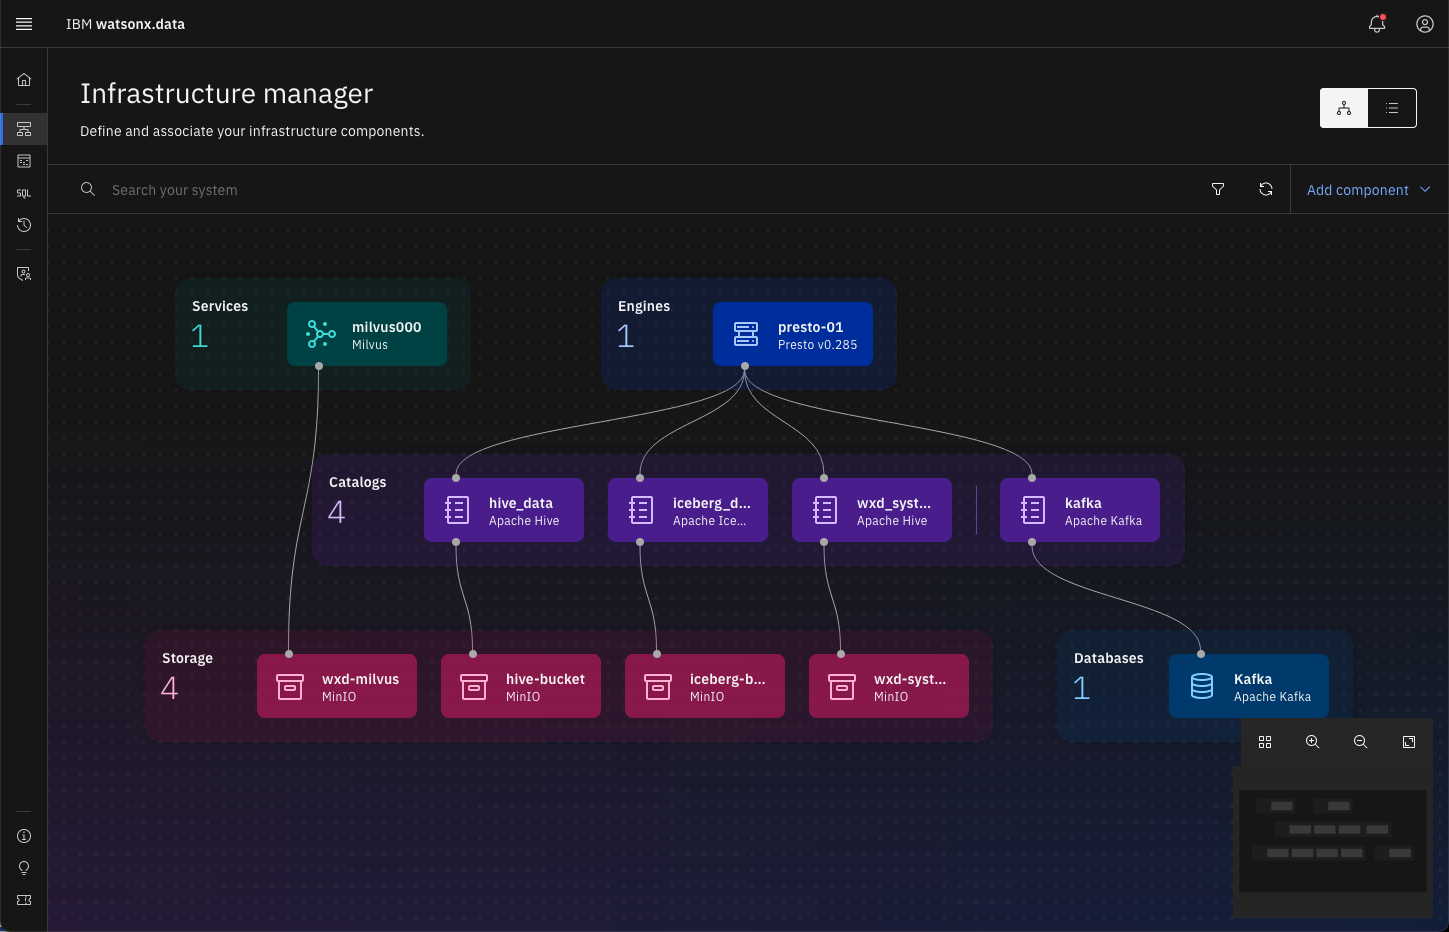 IBM watsonx.data
Infrastructure manager
Define and associate your infrastructure components.
Search your system
Add component
SQL
Services
1
milvus000
Milvus
Engines
1
presto-01
Presto v0.285
Catalogs
4
hive_data
Apache Hive
iceberg_d...
Apache Ice...
wxd_syst...
Apache Hive
kafka
Apache Kafka
Storage
4
wxd-milvus
MinIO
hive-bucket
MinIO
iceberg-b...
MinIO
wxd-syst...
MinIO
Databases
1
Kafka
Apache Kafka